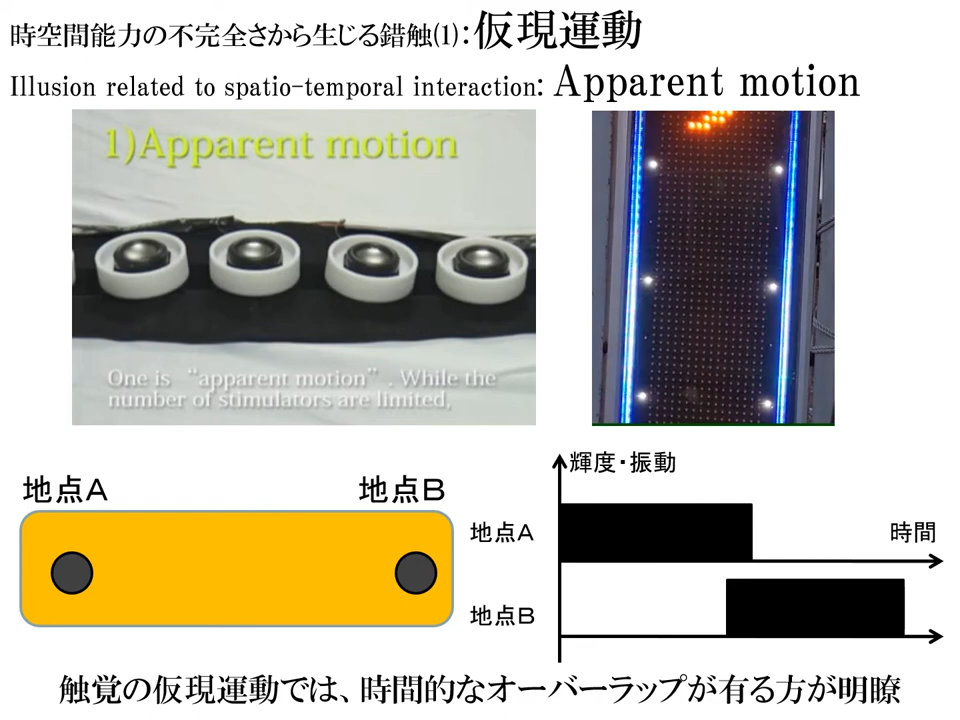 時空間能力の不完全さから生じる錯触(1):仮現運動
Illusion related to spatio-temporal interaction: Apparent motion
1)Apparent motion
One is “apparent motion”. While the
number of stimulators are limited,
地点A
地点B
輝度・振動
地点A
時間
地点B
触覚の仮現運動では、時間的なオーバーラップが有る方が明瞭